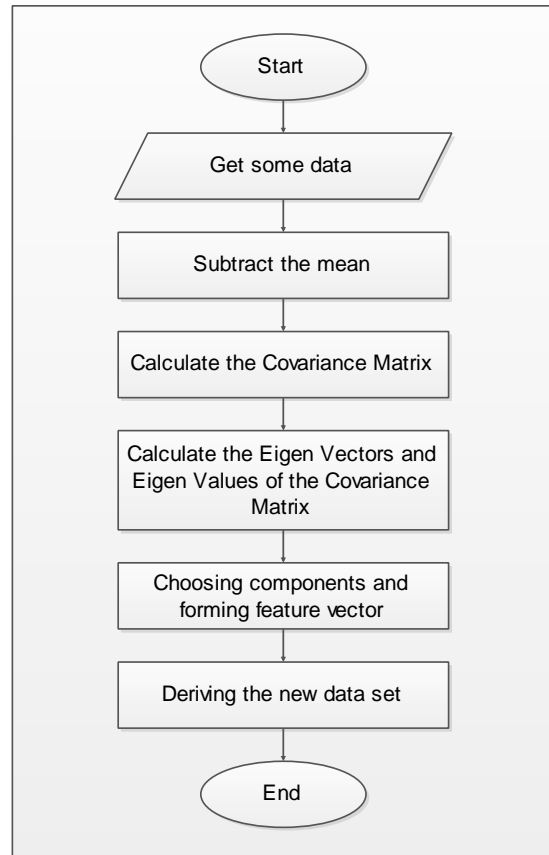 Start
Get some data
Subtract the mean
Calculate the Covariance Matrix
Calculate the Eigen Vectors and
Eigen Values of the Covariance
Matrix
Choosing components and
forming feature vector
Deriving the new data set
End